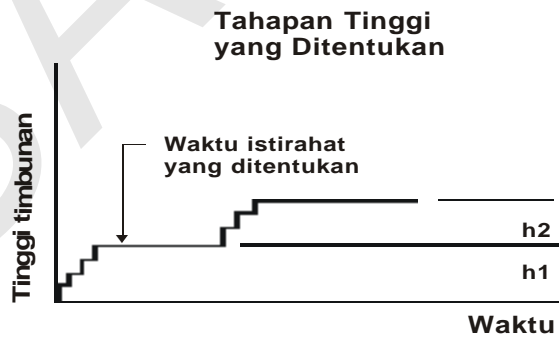 Tahapan Tinggi
yang Ditentukan
Tinggi timbunan
Waktu istirahat
yang ditentukan
h2
h1
Waktu